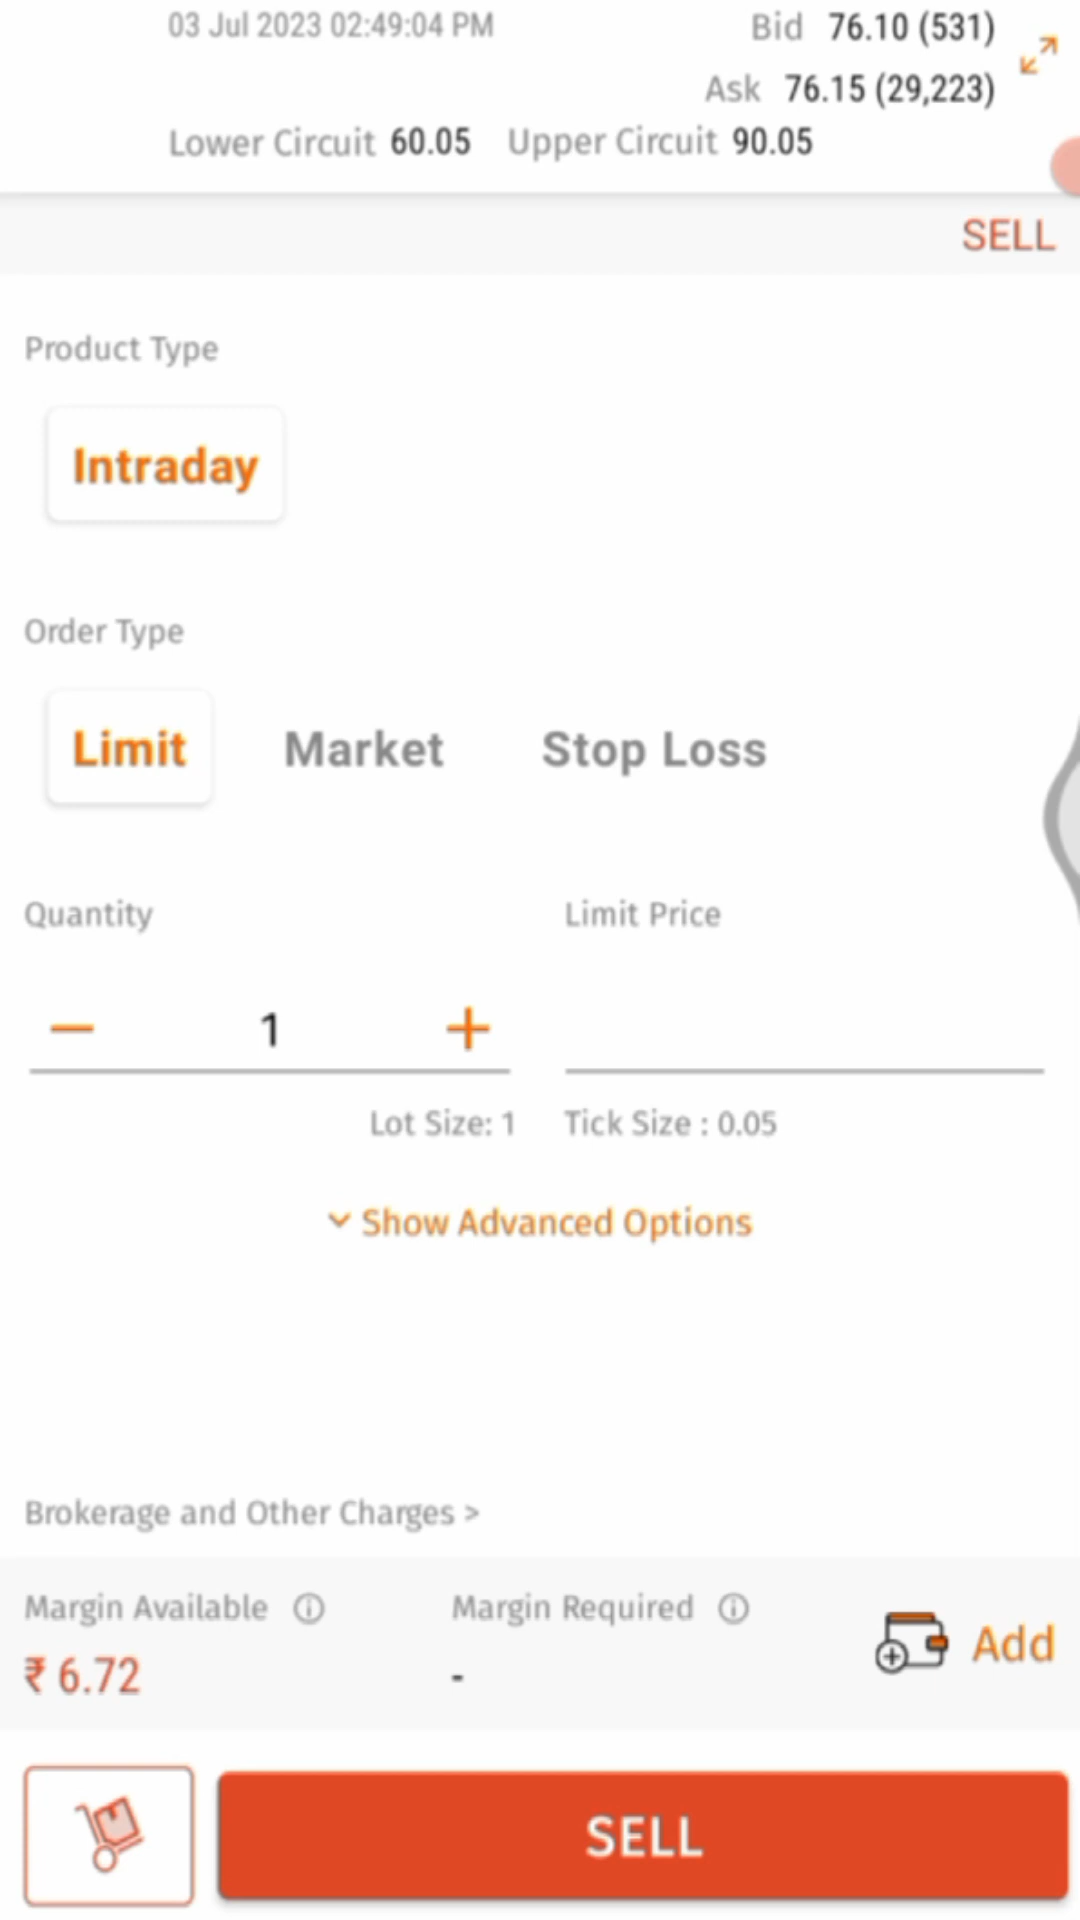 03 Jul 2023 02:49:04 PM
Bid 76.10 (531)
Ask 76.15 (29,223)
Lower Circuit 60.05 Upper Circuit 90.05
SELL
Product Type
Intraday
Order Type
Limit Market Stop Loss
Quantity Limit Price
1
Lot Size: 1 Tick Size : 0.05
Show Advanced Options
Brokerage and Other Charges >
Margin Available Margin Required
₹ 6.72 -
Add
SELL